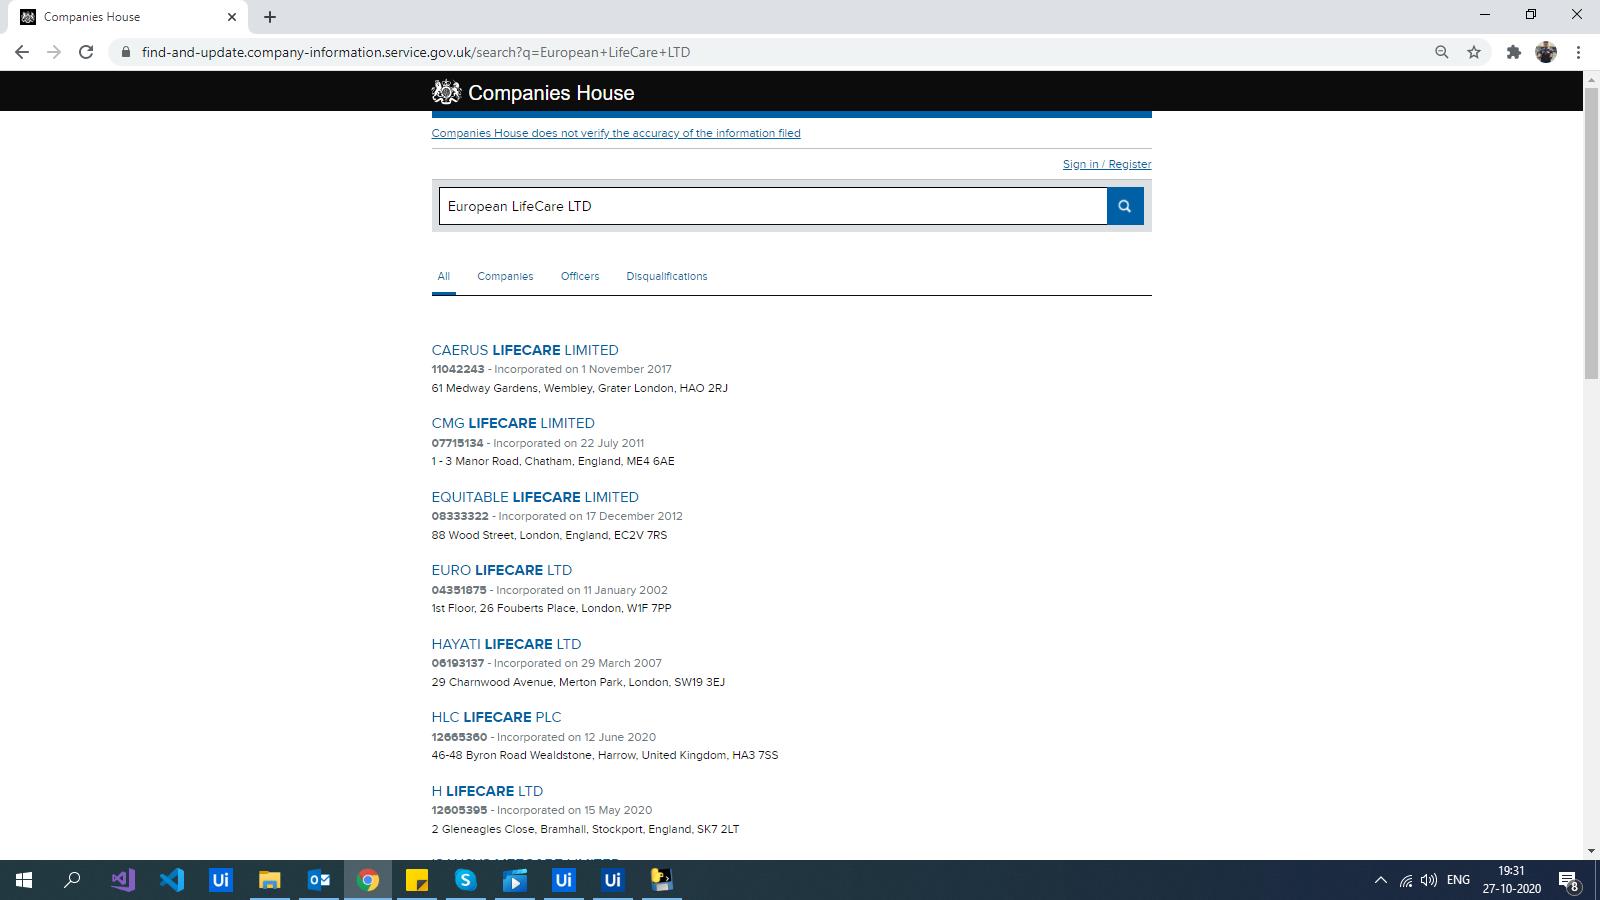 Companies House
find-and-update.company-information.service.gov.uk/search?q=European+LifeCare+LTD
Companies House
Companies House does not verify the accuracy of the information filed
Sign in / Register
European LifeCare LTD
All Companies Officers Disqualifications
CAERUS LIFECARE LIMITED
11042243 - Incorporated on 1 November 2017
61 Medway Gardens, Wembley, Grater London, HAO 2RJ
CMG LIFECARE LIMITED
07715134 - Incorporated on 22 July 2011
1 - 3 Manor Road, Chatham, England, ME4 6AE
EQUITABLE LIFECARE LIMITED
08333322 - Incorporated on 17 December 2012
88 Wood Street, London, England, EC2V 7RS
EURO LIFECARE LTD
04351875 - Incorporated on 11 January 2002
1st Floor, 26 Fouberts Place, London, W1F 7PP
HAYATI LIFECARE LTD
06193137 - Incorporated on 29 March 2007
29 Charnwood Avenue, Merton Park, London, SW19 3EJ
HLC LIFECARE PLC
12665360 - Incorporated on 12 June 2020
46-48 Byron Road Wealdstone, Harrow, United Kingdom, HA3 7SS
H LIFECARE LTD
12605395 - Incorporated on 15 May 2020
2 Gleneagles Close, Bramhall, Stockport, England, SK7 2LT
Ui Ui Ui
ENG
19:31
27-10-2020
8